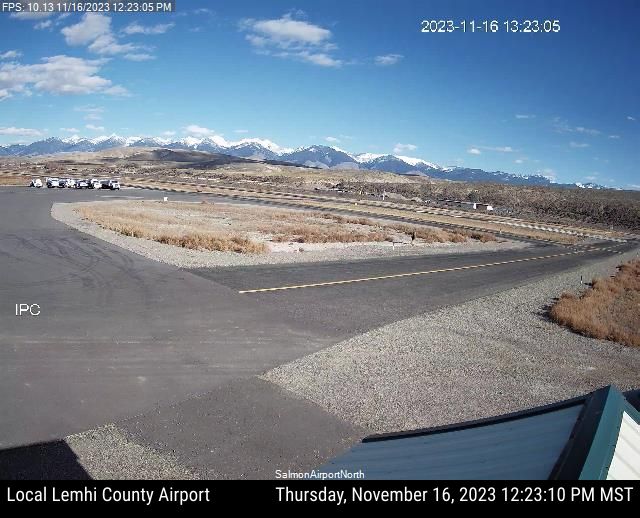 FPS: 10.13 11/16/2023 12:23:05 PM
2023-11-16 13:23:05
IPC
SalmonAirportNorth
Local Lemhi County Airport Thursday, November 16, 2023 12:23:10 PM MST